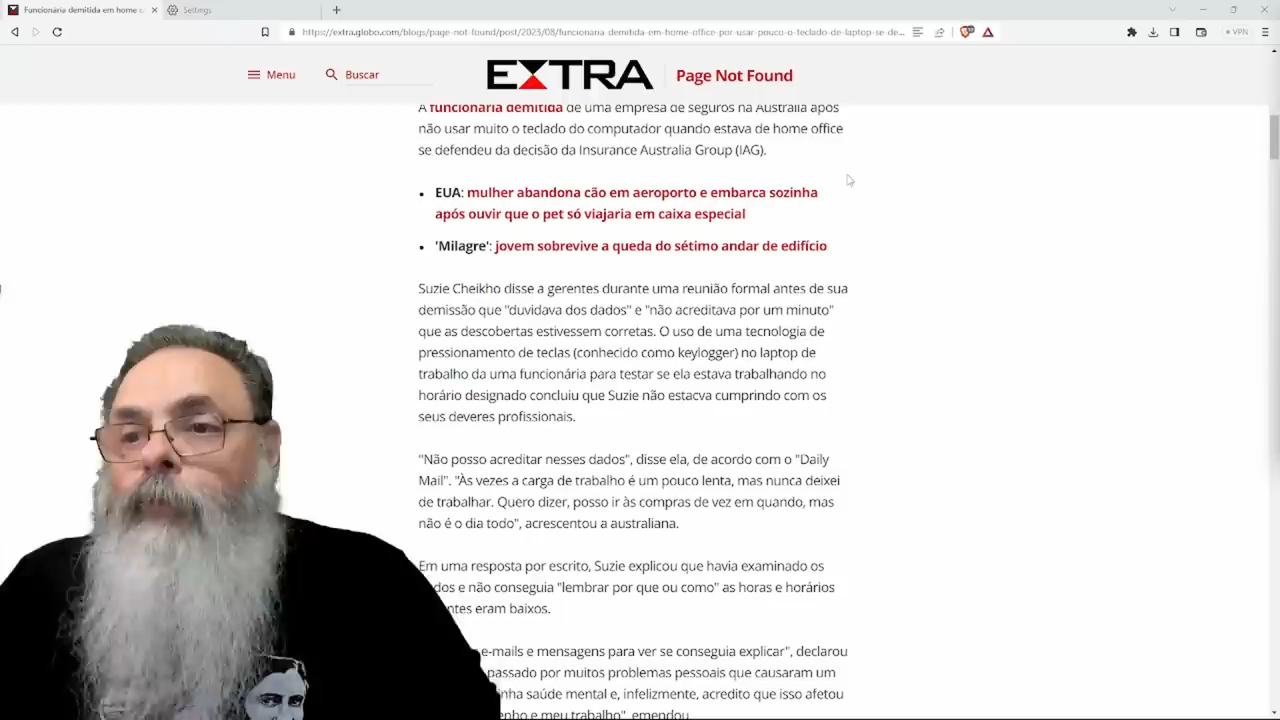 Funcionária demitida em home c
Settings
https://extra.globo.com/blogs/page-not-found/post/2023/08/funcionaria-demitida-em-home-office-por-usar-pouco-o-teclado-de-laptop-se-de...
VPN
Menu
Buscar
EXTRA
Page Not Found
A funcionária demitida de uma empresa de seguros na Austrália após
não usar muito o teclado do computador quando estava de home office
se defendeu da decisão da Insurance Australia Group (IAG).
EUA: mulher abandona cão em aeroporto e embarca sozinha
após ouvir que o pet só viajaria em caixa especial
'Milagre': jovem sobrevive a queda do sétimo andar de edifício
Suzie Cheikho disse a gerentes durante uma reunião formal antes de sua
demissão que "duvidava dos dados" e "não acreditava por um minuto"
que as descobertas estivessem corretas. O uso de uma tecnologia de
pressionamento de teclas (conhecido como keylogger) no laptop de
trabalho da uma funcionária para testar se ela estava trabalhando no
horário designado concluiu que Suzie não estacva cumprindo com os
seus deveres profissionais.
"Não posso acreditar nesses dados", disse ela, de acordo com o "Daily
Mail". "Às vezes a carga de trabalho é um pouco lenta, mas nunca deixei
de trabalhar. Quero dizer, posso ir às compras de vez em quando, mas
não é o dia todo", acrescentou a australiana.
Em uma resposta por escrito, Suzie explicou que havia examinado os
dos e não conseguia "lembrar por que ou como" as horas e horários
ntes eram baixos.
e-mails e mensagens para ver se conseguia explicar", declarou
passado por muitos problemas pessoais que causaram um
nha saúde mental e, infelizmente, acredito que isso afetou
enho e meu trabalho", emendou.